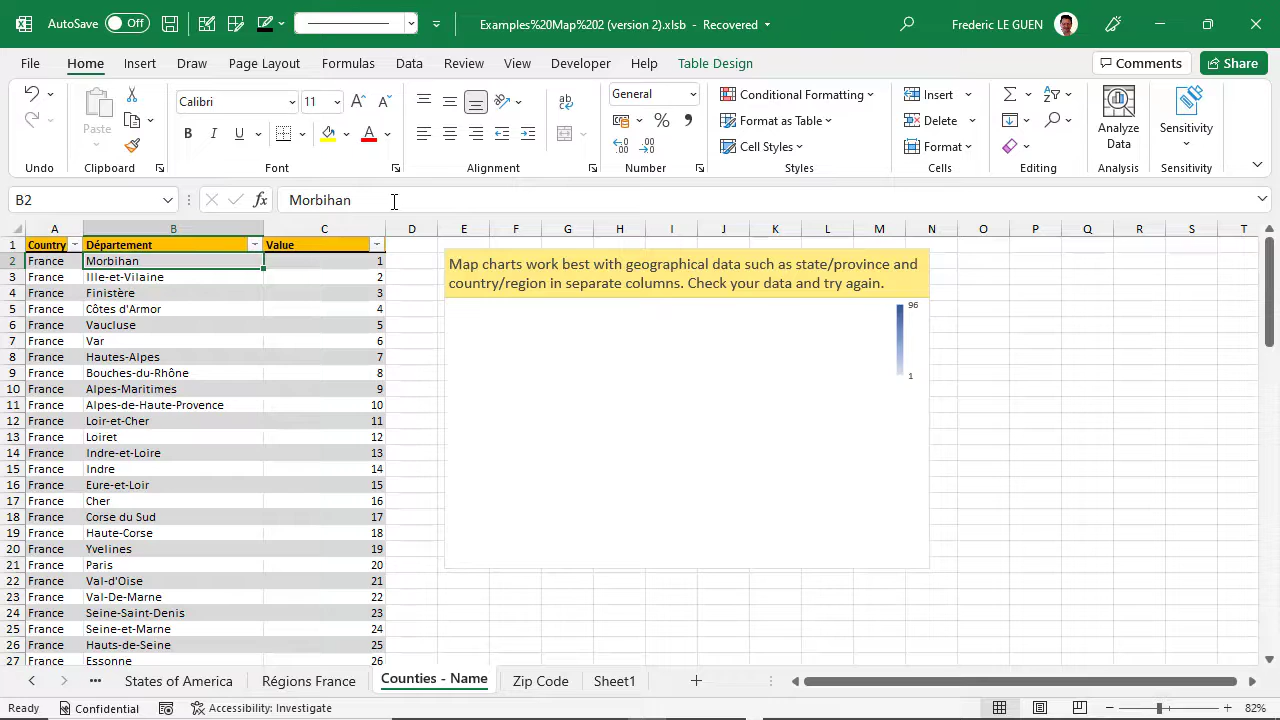 AutoSave Off Examples%20Map%202 (version 2).xlsb - Recovered Frederic LE GUEN
File Home Insert Draw Page Layout Formulas Data Review View Developer Help Table Design Comments Share
Calibri 11 General Conditional Formatting Insert
Paste Format as Table Delete Analyze Data Sensitivity
Cell Styles Format
Undo Clipboard Font Alignment Number Styles Cells Editing Analysis Sensitivity
B2 fx Morbihan
A B C D E F G H I J K L M N O P Q R S T
1 Country Département Value
2 France Morbihan 1
3 France Ille-et-Vilaine 2
4 France Finistère 3
5 France Côtes d'Armor 4
6 France Vaucluse 5
7 France Var 6
8 France Hautes-Alpes 7
9 France Bouches-du-Rhône 8
10 France Alpes-Maritimes 9
11 France Alpes-de-Haute-Provence 10
12 France Loir-et-Cher 11
13 France Loiret 12
14 France Indre-et-Loire 13
15 France Indre 14
16 France Eure-et-Loir 15
17 France Cher 16
18 France Corse du Sud 17
19 France Haute-Corse 18
20 France Yvelines 19
21 France Paris 20
22 France Val-d'Oise 21
23 France Val-De-Marne 22
24 France Seine-Saint-Denis 23
25 France Seine-et-Marne 24
26 France Hauts-de-Seine 25
27 France Essonne 26
Map charts work best with geographical data such as state/province and
country/region in separate columns. Check your data and try again.
96
1
States of America Régions France Counties - Name Zip Code Sheet1
Ready Confidential Accessibility: Investigate 82%